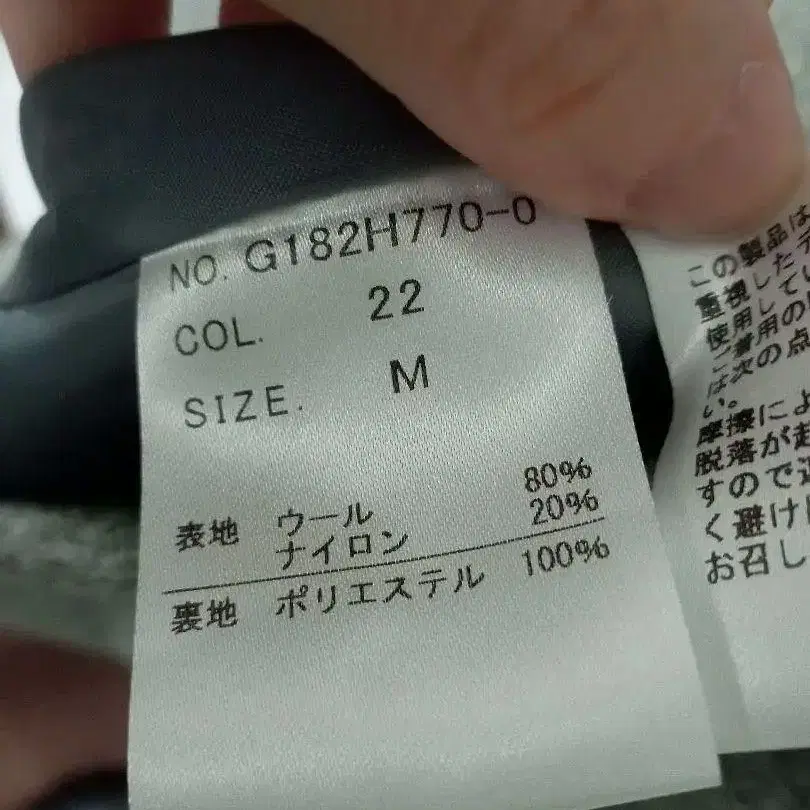 NO. G182H770-0
COL. 22
SIZE. M
表地 ウール 80%
ナイロン 20%
裏地 ポリエステル 100%
この製品は
重視したデ
使用してい
ご着用の
は次の点
い。
摩擦によ
脱落が起
すので
く避け
お召し